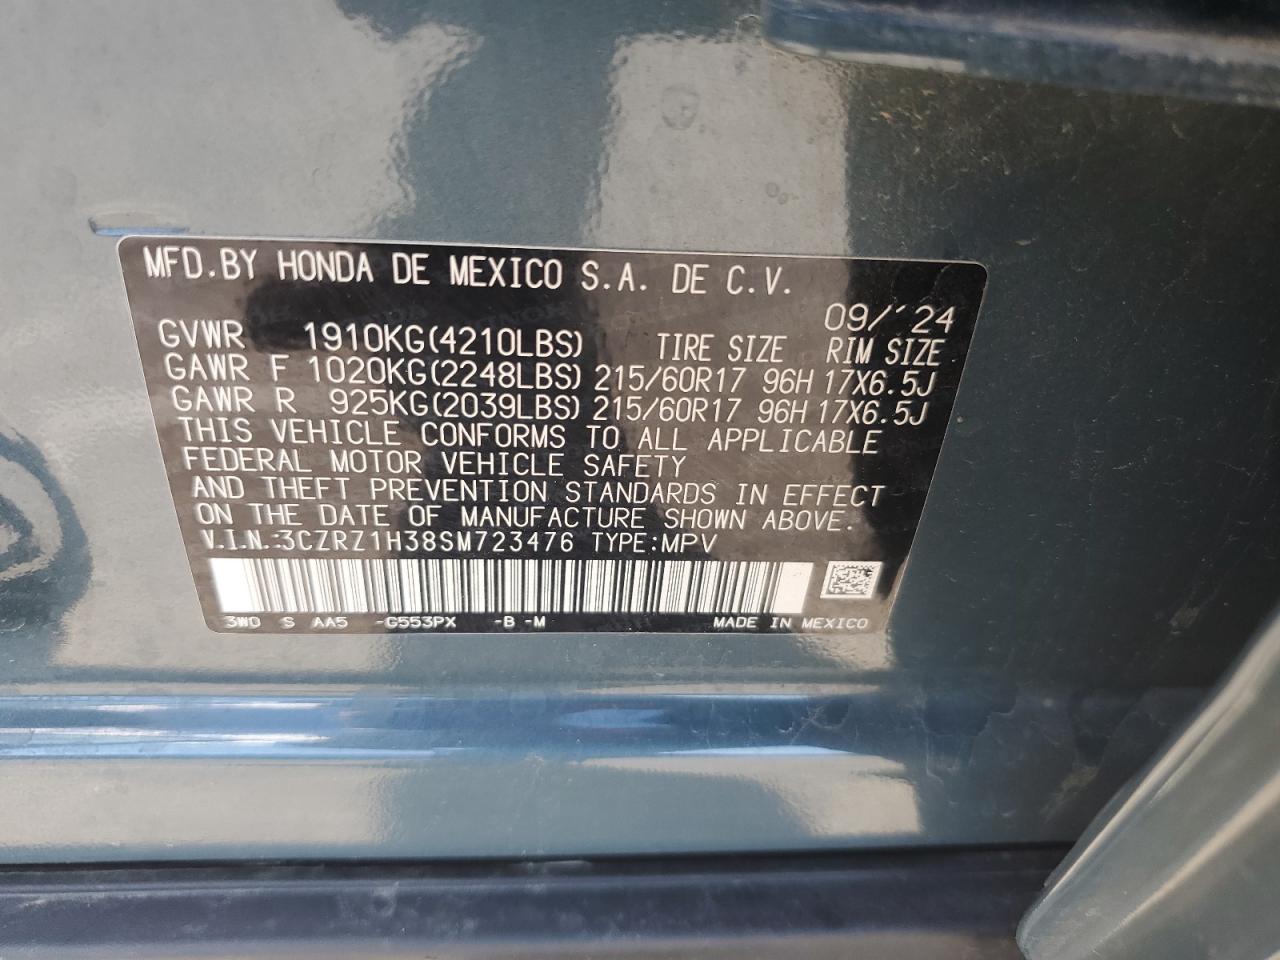 MFD.BY HONDA DE MEXICO S.A. DE C.V.
09/'24
GVWR 1910KG(4210LBS) TIRE SIZE RIM SIZE
GAWR F 1020KG(2248LBS) 215/60R17 96H 17X6.5J
GAWR R 925KG(2039LBS) 215/60R17 96H 17X6.5J
THIS VEHICLE CONFORMS TO ALL APPLICABLE
FEDERAL MOTOR VEHICLE SAFETY
AND THEFT PREVENTION STANDARDS IN EFFECT
ON THE DATE OF MANUFACTURE SHOWN ABOVE.
V.I.N.:3CZRZ1H38SM723476 TYPE:MPV
3W0 S AA5 -G553PX -B -M MADE IN MEXICO